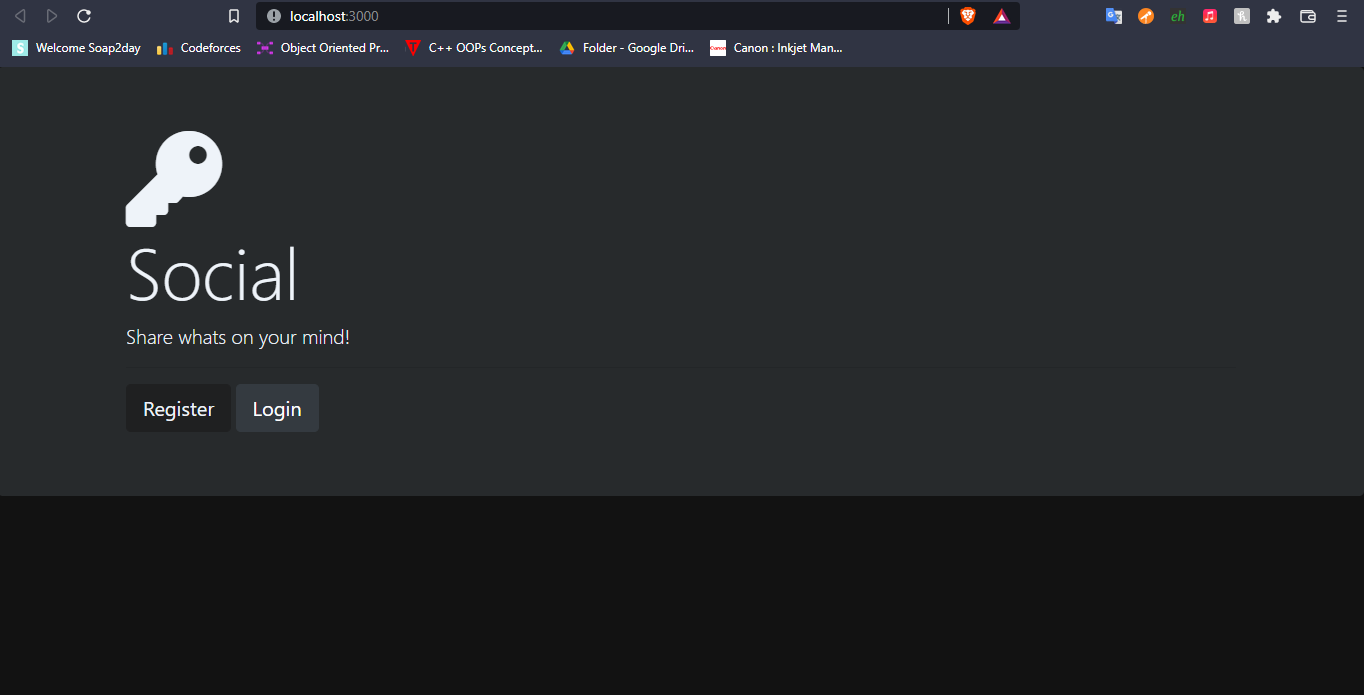 localhost:3000
eh
S Welcome Soap2day Codeforces Object Oriented Pr... C++ OOPs Concept... Folder - Google Dri... Canon Canon : Inkjet Man...
Social
Share whats on your mind!
Register Login